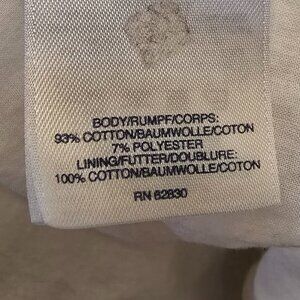 BODY/RUMPF/CORPS:
93% COTTON/BAUMWOLLE/COTON
7% POLYESTER
LINING/FUTTER/DOUBLURE:
100% COTTON/BAUMWOLLE/COTON
RN 62830